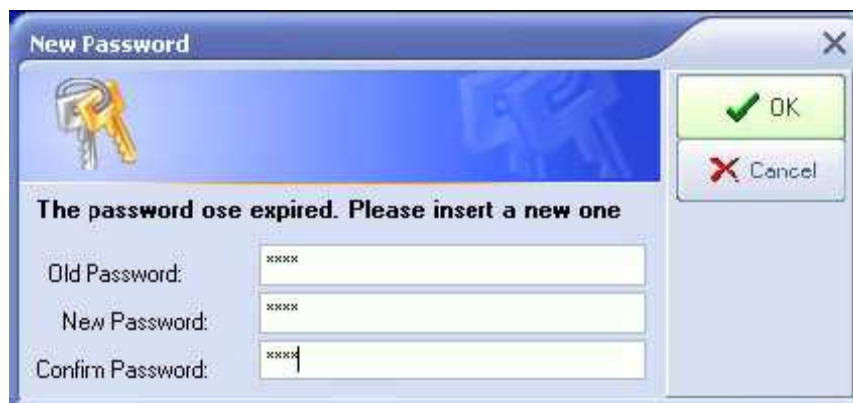 New Password
OK
Cancel
The password ose expired. Please insert a new one
Old Password: ****
New Password: ****
Confirm Password: ****